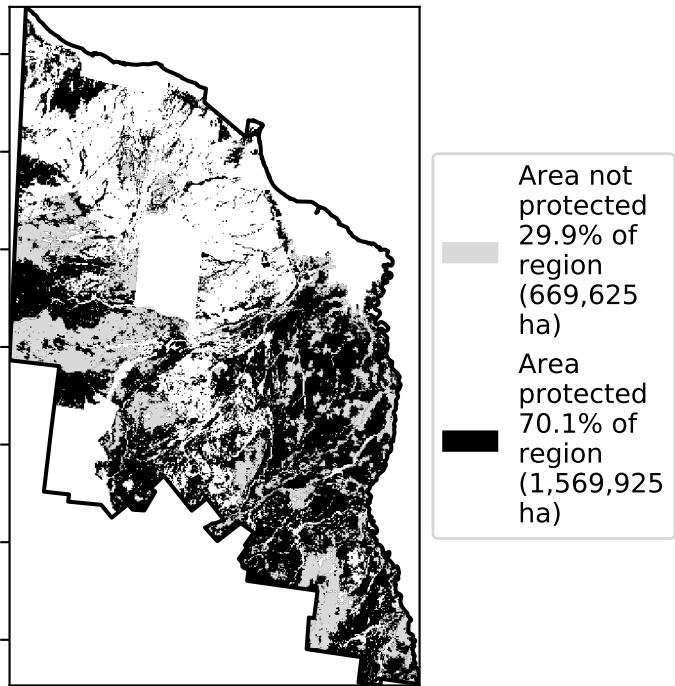 Area not
protected
29.9% of
region
(669,625
ha)
Area
protected
70.1% of
region
(1,569,925
ha)